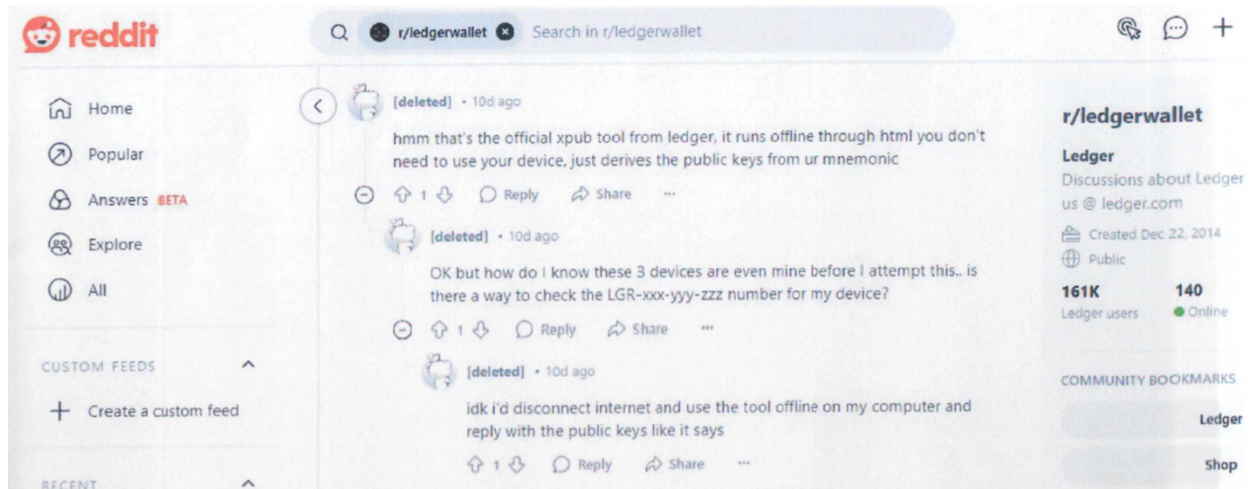 reddit
r/ledgerwallet
Search in r/ledgerwallet
Home
Popular
Answers BETA
Explore
All
CUSTOM FEEDS
Create a custom feed
RECENT
[deleted] • 10d ago
hmm that's the official xpub tool from ledger, it runs offline through html you don't
need to use your device, just derives the public keys from ur mnemonic
1 Reply Share ...
[deleted] • 10d ago
OK but how do I know these 3 devices are even mine before I attempt this.. is
there a way to check the LGR-xxx-yyy-zzz number for my device?
1 Reply Share ...
[deleted] • 10d ago
idk i'd disconnect internet and use the tool offline on my computer and
reply with the public keys like it says
1 Reply Share ...
r/ledgerwallet
Ledger
Discussions about Ledger
us @ ledger.com
Created Dec 22, 2014
Public
161K 140
Ledger users Online
COMMUNITY BOOKMARKS
Ledger
Shop